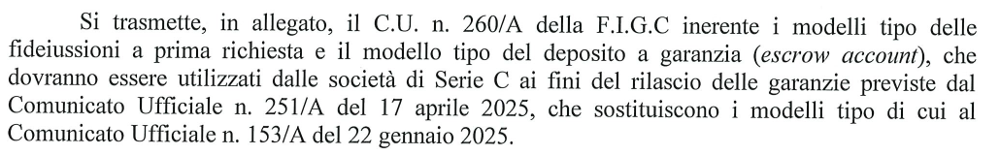 Si trasmette, in allegato, il C.U. n. 260/A della F.I.G.C inerente i modelli tipo delle
fideiussioni a prima richiesta e il modello tipo del deposito a garanzia (escrow account), che
dovranno essere utilizzati dalle società di Serie C ai fini del rilascio delle garanzie previste dal
Comunicato Ufficiale n. 251/A del 17 aprile 2025, che sostituiscono i modelli tipo di cui al
Comunicato Ufficiale n. 153/A del 22 gennaio 2025.